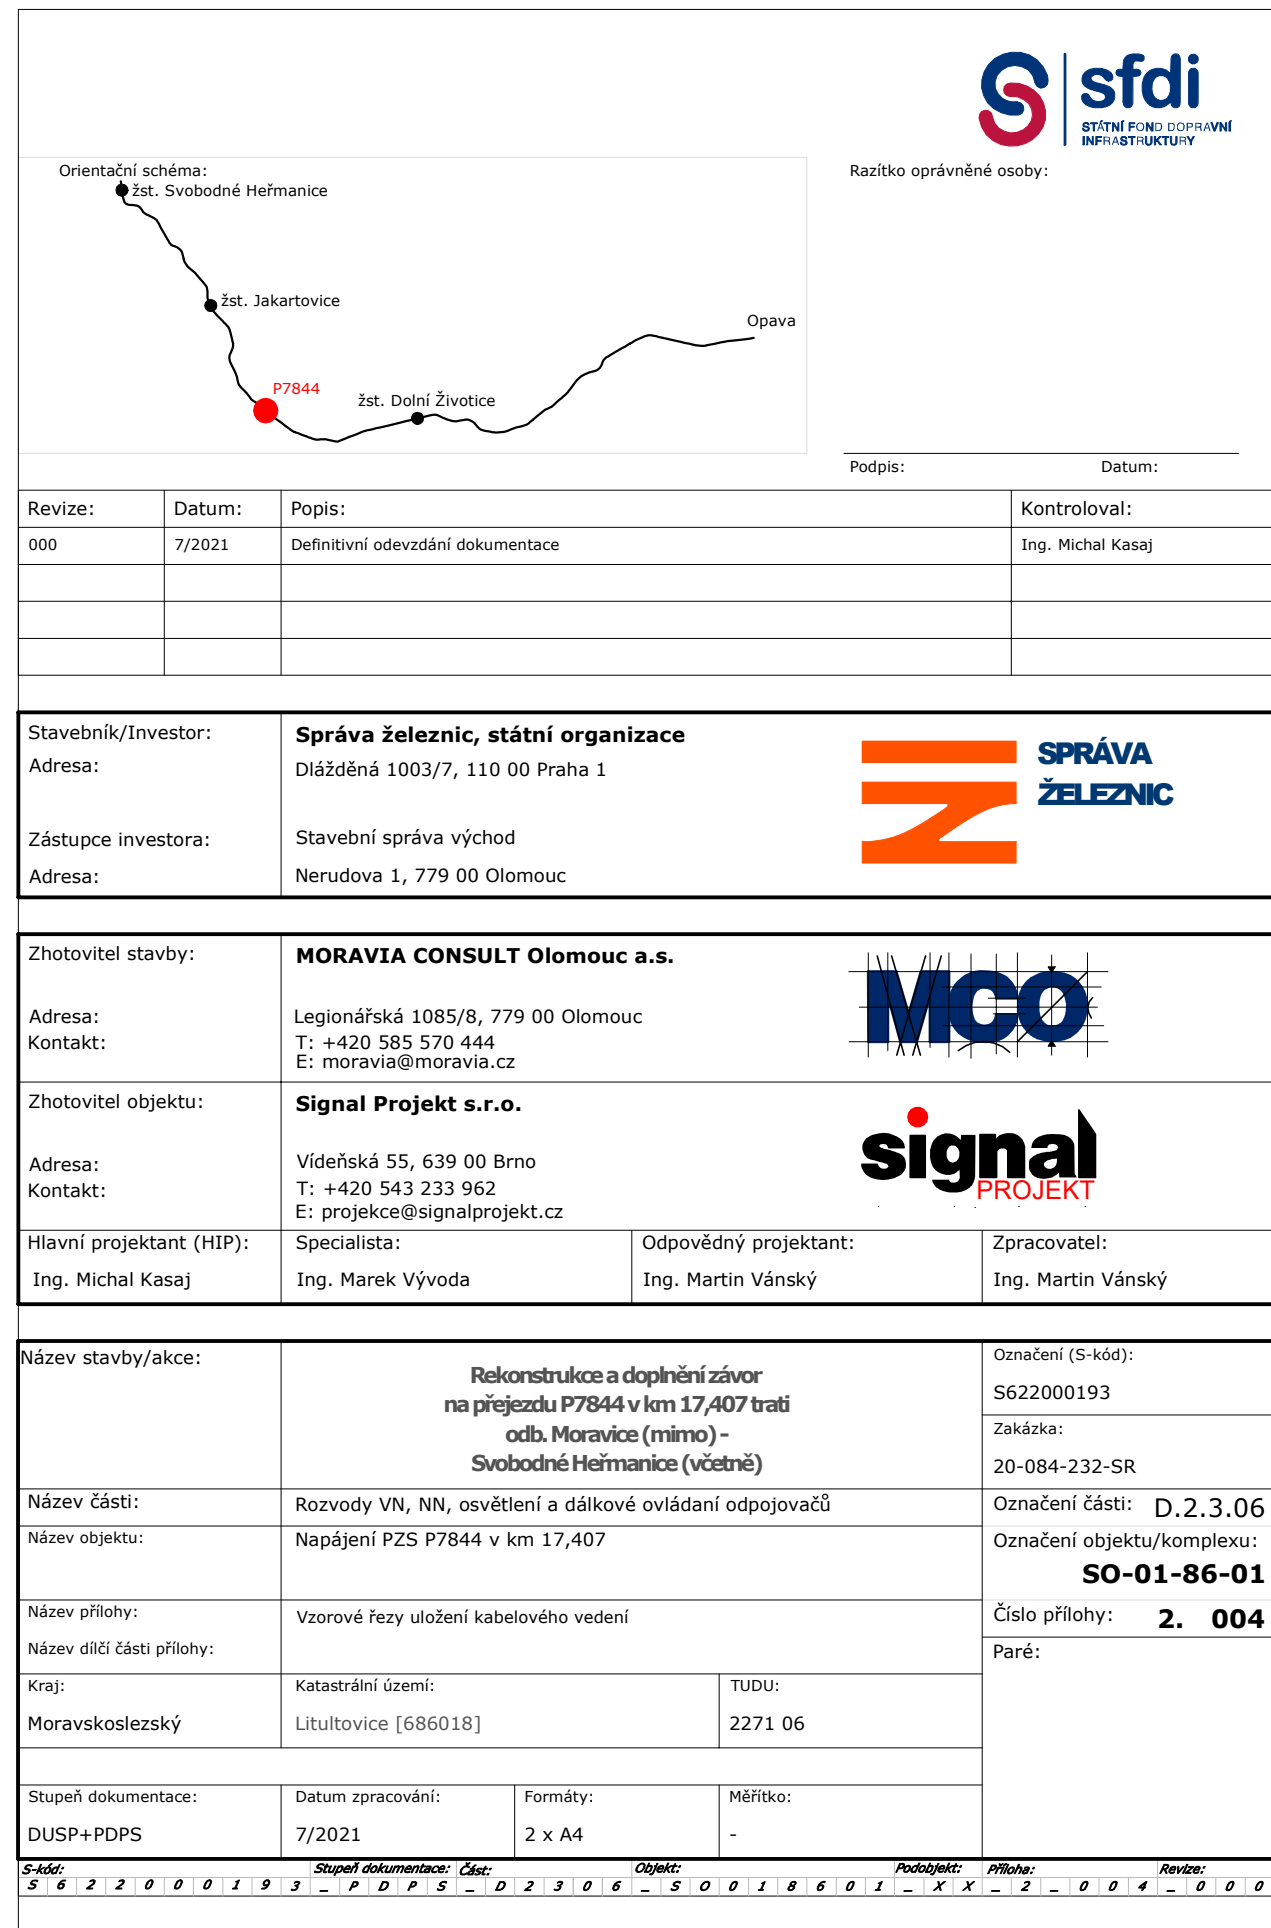 sfdi
STÁTNÍ FOND DOPRAVNÍ
INFRASTRUKTURY
Orientační schéma:
Razítko oprávněné osoby:
žst. Svobodné Heřmanice
žst. Jakartovice
Opava
P7844
žst. Dolní Životice
Podpis: Datum:
Revize: Datum: Popis: Kontroloval:
000 7/2021 Definitivní odevzdání dokumentace Ing. Michal Kasaj
Stavebník/Investor: Správa železnic, státní organizace
Adresa: Dlážděná 1003/7, 110 00 Praha 1
SPRÁVA
ŽELEZNIC
Zástupce investora: Stavební správa východ
Adresa: Nerudova 1, 779 00 Olomouc
Zhotovitel stavby: MORAVIA CONSULT Olomouc a.s.
MCO
Adresa: Legionářská 1085/8, 779 00 Olomouc
Kontakt: T: +420 585 570 444
E: moravia@moravia.cz
Zhotovitel objektu: Signal Projekt s.r.o.
signal
PROJEKT
Adresa: Vídeňská 55, 639 00 Brno
Kontakt: T: +420 543 233 962
E: projekce@signalprojekt.cz
Hlavní projektant (HIP): Specialista: Odpovědný projektant: Zpracovatel:
Ing. Michal Kasaj Ing. Marek Vývoda Ing. Martin Vánský Ing. Martin Vánský
Název stavby/akce:
Rekonstrukce a doplnění závor
na přejezdu P7844 v km 17,407 trati
odb. Moravice (mimo) -
Svobodné Heřmanice (včetně)
Označení (S-kód):
S622000193
Zakázka:
20-084-232-SR
Název části: Rozvody VN, NN, osvětlení a dálkové ovládaní odpojovačů
Označení části: D.2.3.06
Název objektu: Napájení PZS P7844 v km 17,407
Označení objektu/komplexu:
SO-01-86-01
Název přílohy: Vzorové řezy uložení kabelového vedení
Číslo přílohy: 2. 004
Název dílčí části přílohy:
Paré:
Kraj: Katastrální území: TUDU:
Moravskoslezský Litultovice [686018] 2271 06
Stupeň dokumentace: Datum zpracování: Formáty: Měřítko:
DUSP+PDPS 7/2021 2 x A4 -
S-kód: Stupeň dokumentace: Část: Objekt: Podobjekt: Příloha: Revize:
S 6 2 2 0 0 0 1 9 3 _ P D P S _ D 2 3 0 6 _ S O 0 1 8 6 0 1 _ X X _ 2 _ 0 0 4 _ 0 0 0